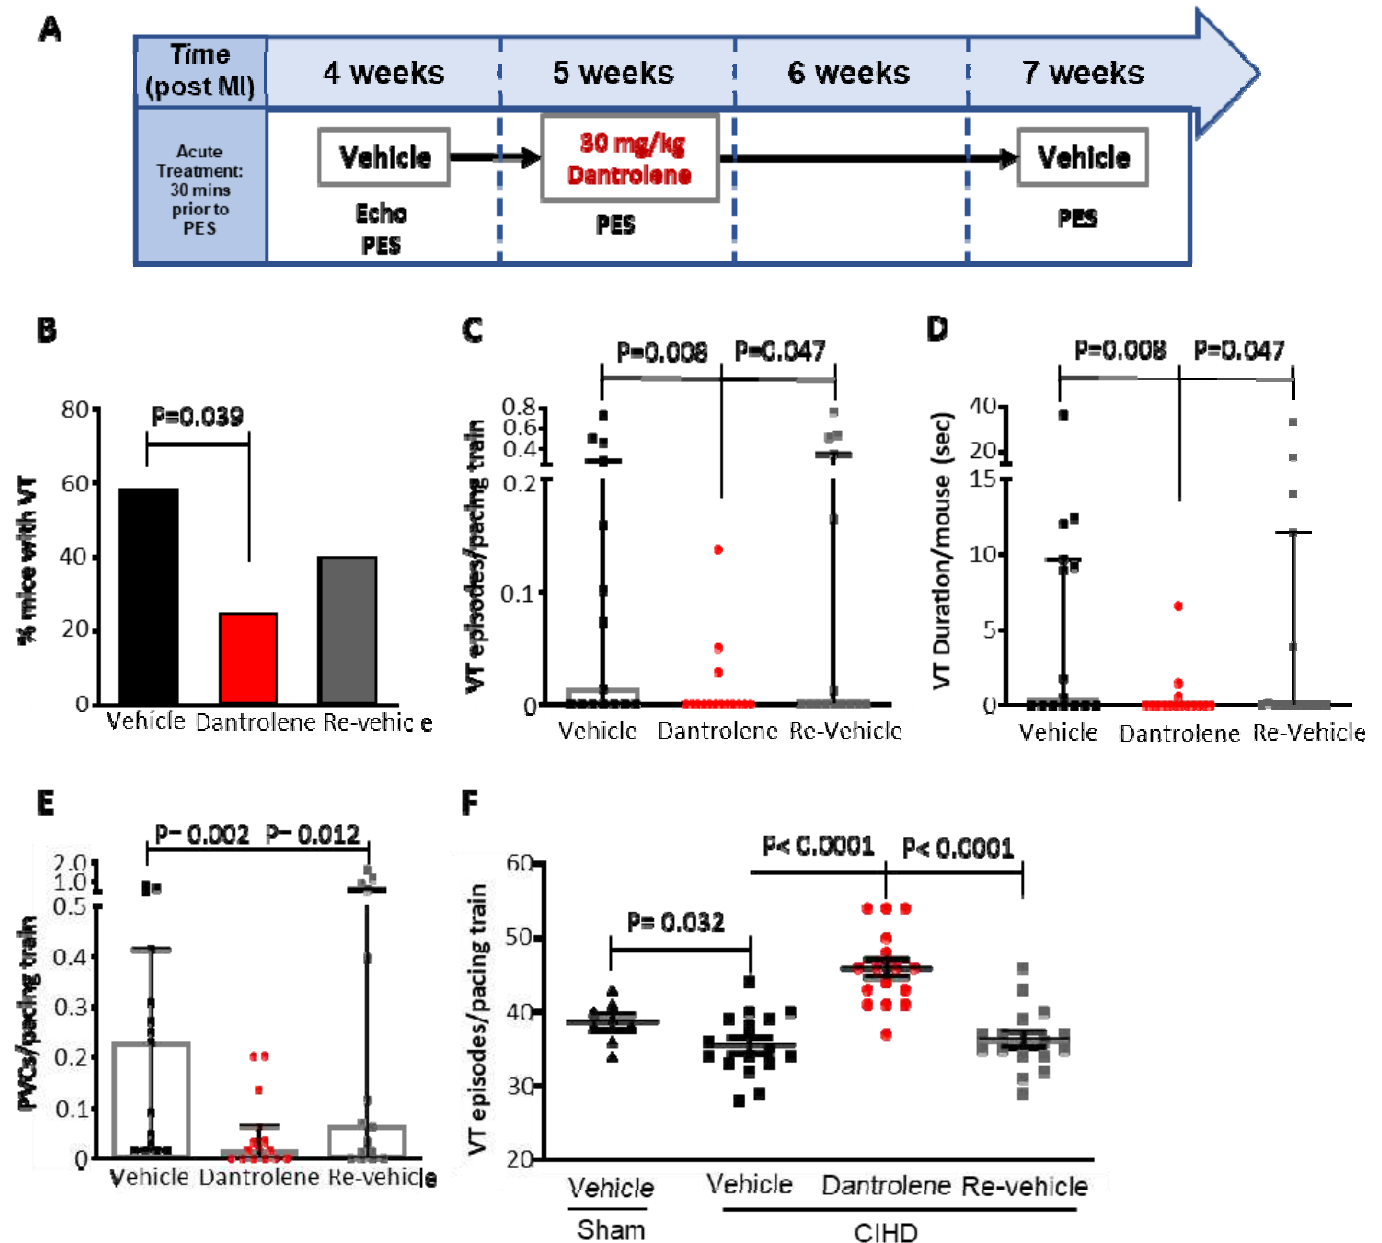 A
Time
(post MI)
4 weeks
5 weeks
6 weeks
7 weeks
Acute
Treatment:
30 mins
prior to
PES
Vehicle
30 mg/kg
Dantrolene
Vehicle
Echo
PES
PES
PES
B
P=0.039
% mice with VT
80
60
40
20
0
Vehicle Dantrolene Re-vehicle
C
P=0.008 P=0.047
VT episodes/pacing train
0.8
0.6
0.4
0.2
0.1
0
Vehicle Dantrolene Re-Vehicle
D
P=0.008 P=0.047
VT Duration/mouse (sec)
40
20
15
10
5
0
Vehicle Dantrolene Re-Vehicle
E
P= 0.002 P= 0.012
PVCs/pacing train
2.0
1.0
0.5
0.4
0.3
0.2
0.1
0
Vehicle Dantrolene Re-vehicle
F
P< 0.0001 P< 0.0001
P= 0.032
VT episodes/pacing train
60
50
40
30
20
Vehicle Vehicle Dantrolene Re-vehicle
Sham CIHD